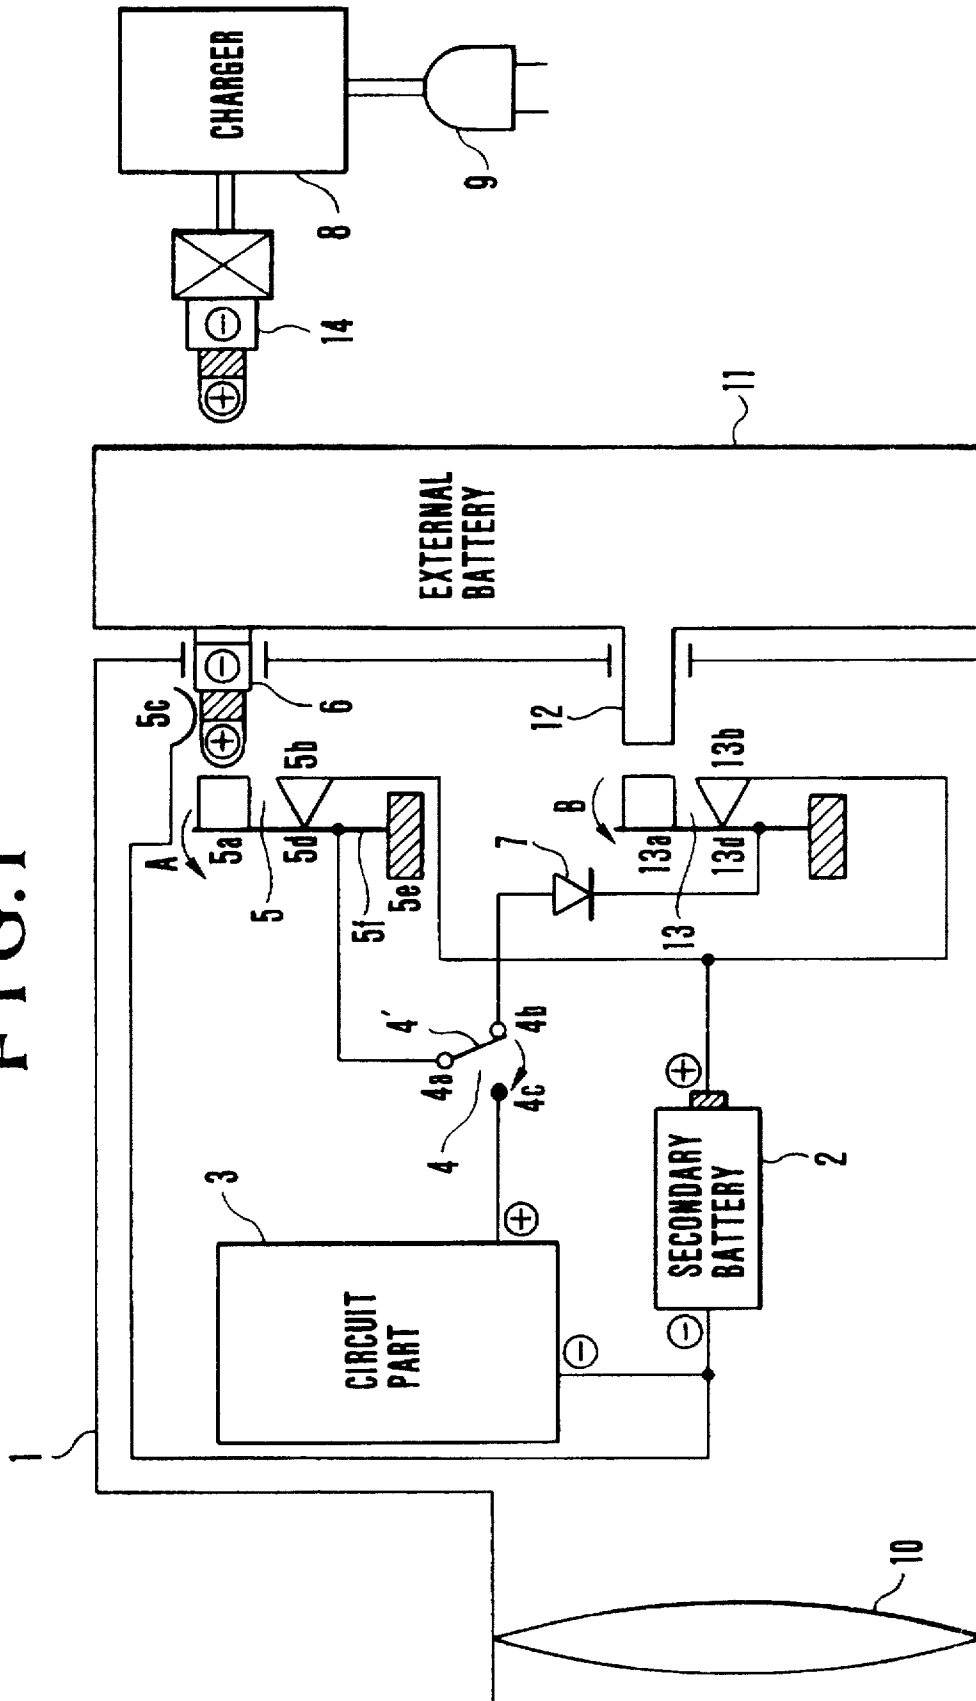 FIG.1
1
3
CIRCUIT
PART
⊖
⊕
SECONDARY
BATTERY
⊖
⊕
2
10
4
4'
4a
4b
4c
A
5a
5
5b
5c
5d
5e
5f
⊕
⊖
6
7
B
13a
13
13b
13d
12
EXTERNAL
BATTERY
11
⊕
⊖
14
CHARGER
8
9